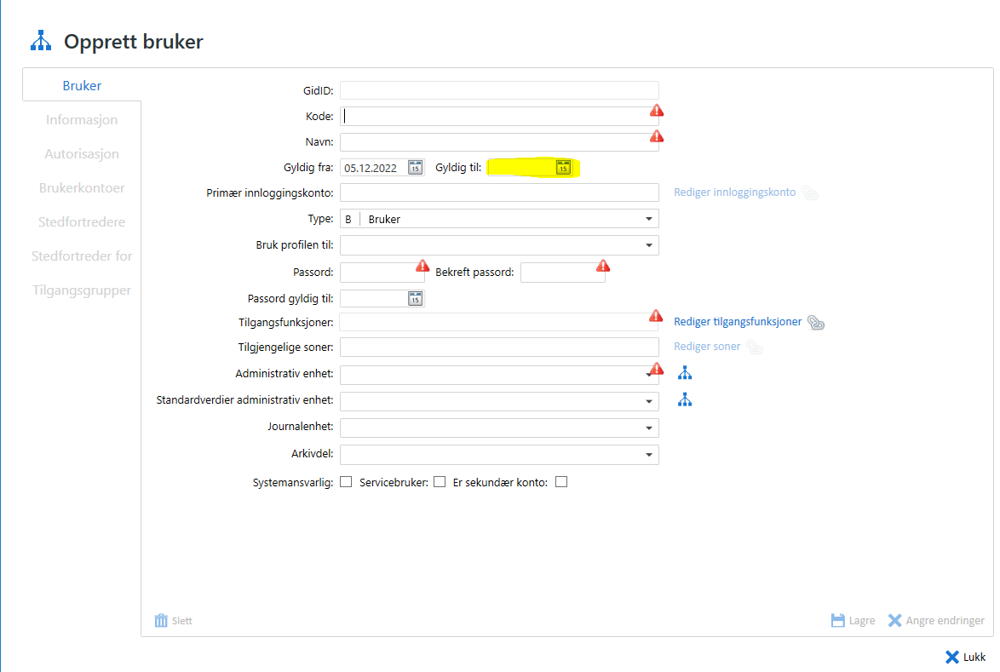 Opprett bruker
Bruker
Informasjon
Autorisasjon
Brukerkontoer
Stedfortredere
Stedfortreder for
Tilgangsgrupper
GidID:
Kode:
Navn:
Gyldig fra: 05.12.2022 15 Gyldig til: 15
Primær innloggingskonto: Rediger innloggingskonto
Type: B Bruker
Bruk profilen til:
Passord: Bekreft passord:
Passord gyldig til: 15
Tilgangsfunksjoner: Rediger tilgangsfunksjoner
Tilgjengelige soner: Rediger soner
Administrativ enhet:
Standardverdier administrativ enhet:
Journalenhet:
Arkivdel:
Systemansvarlig: Servicebruker: Er sekundær konto:
Slett Lagre Angre endringer
Lukk